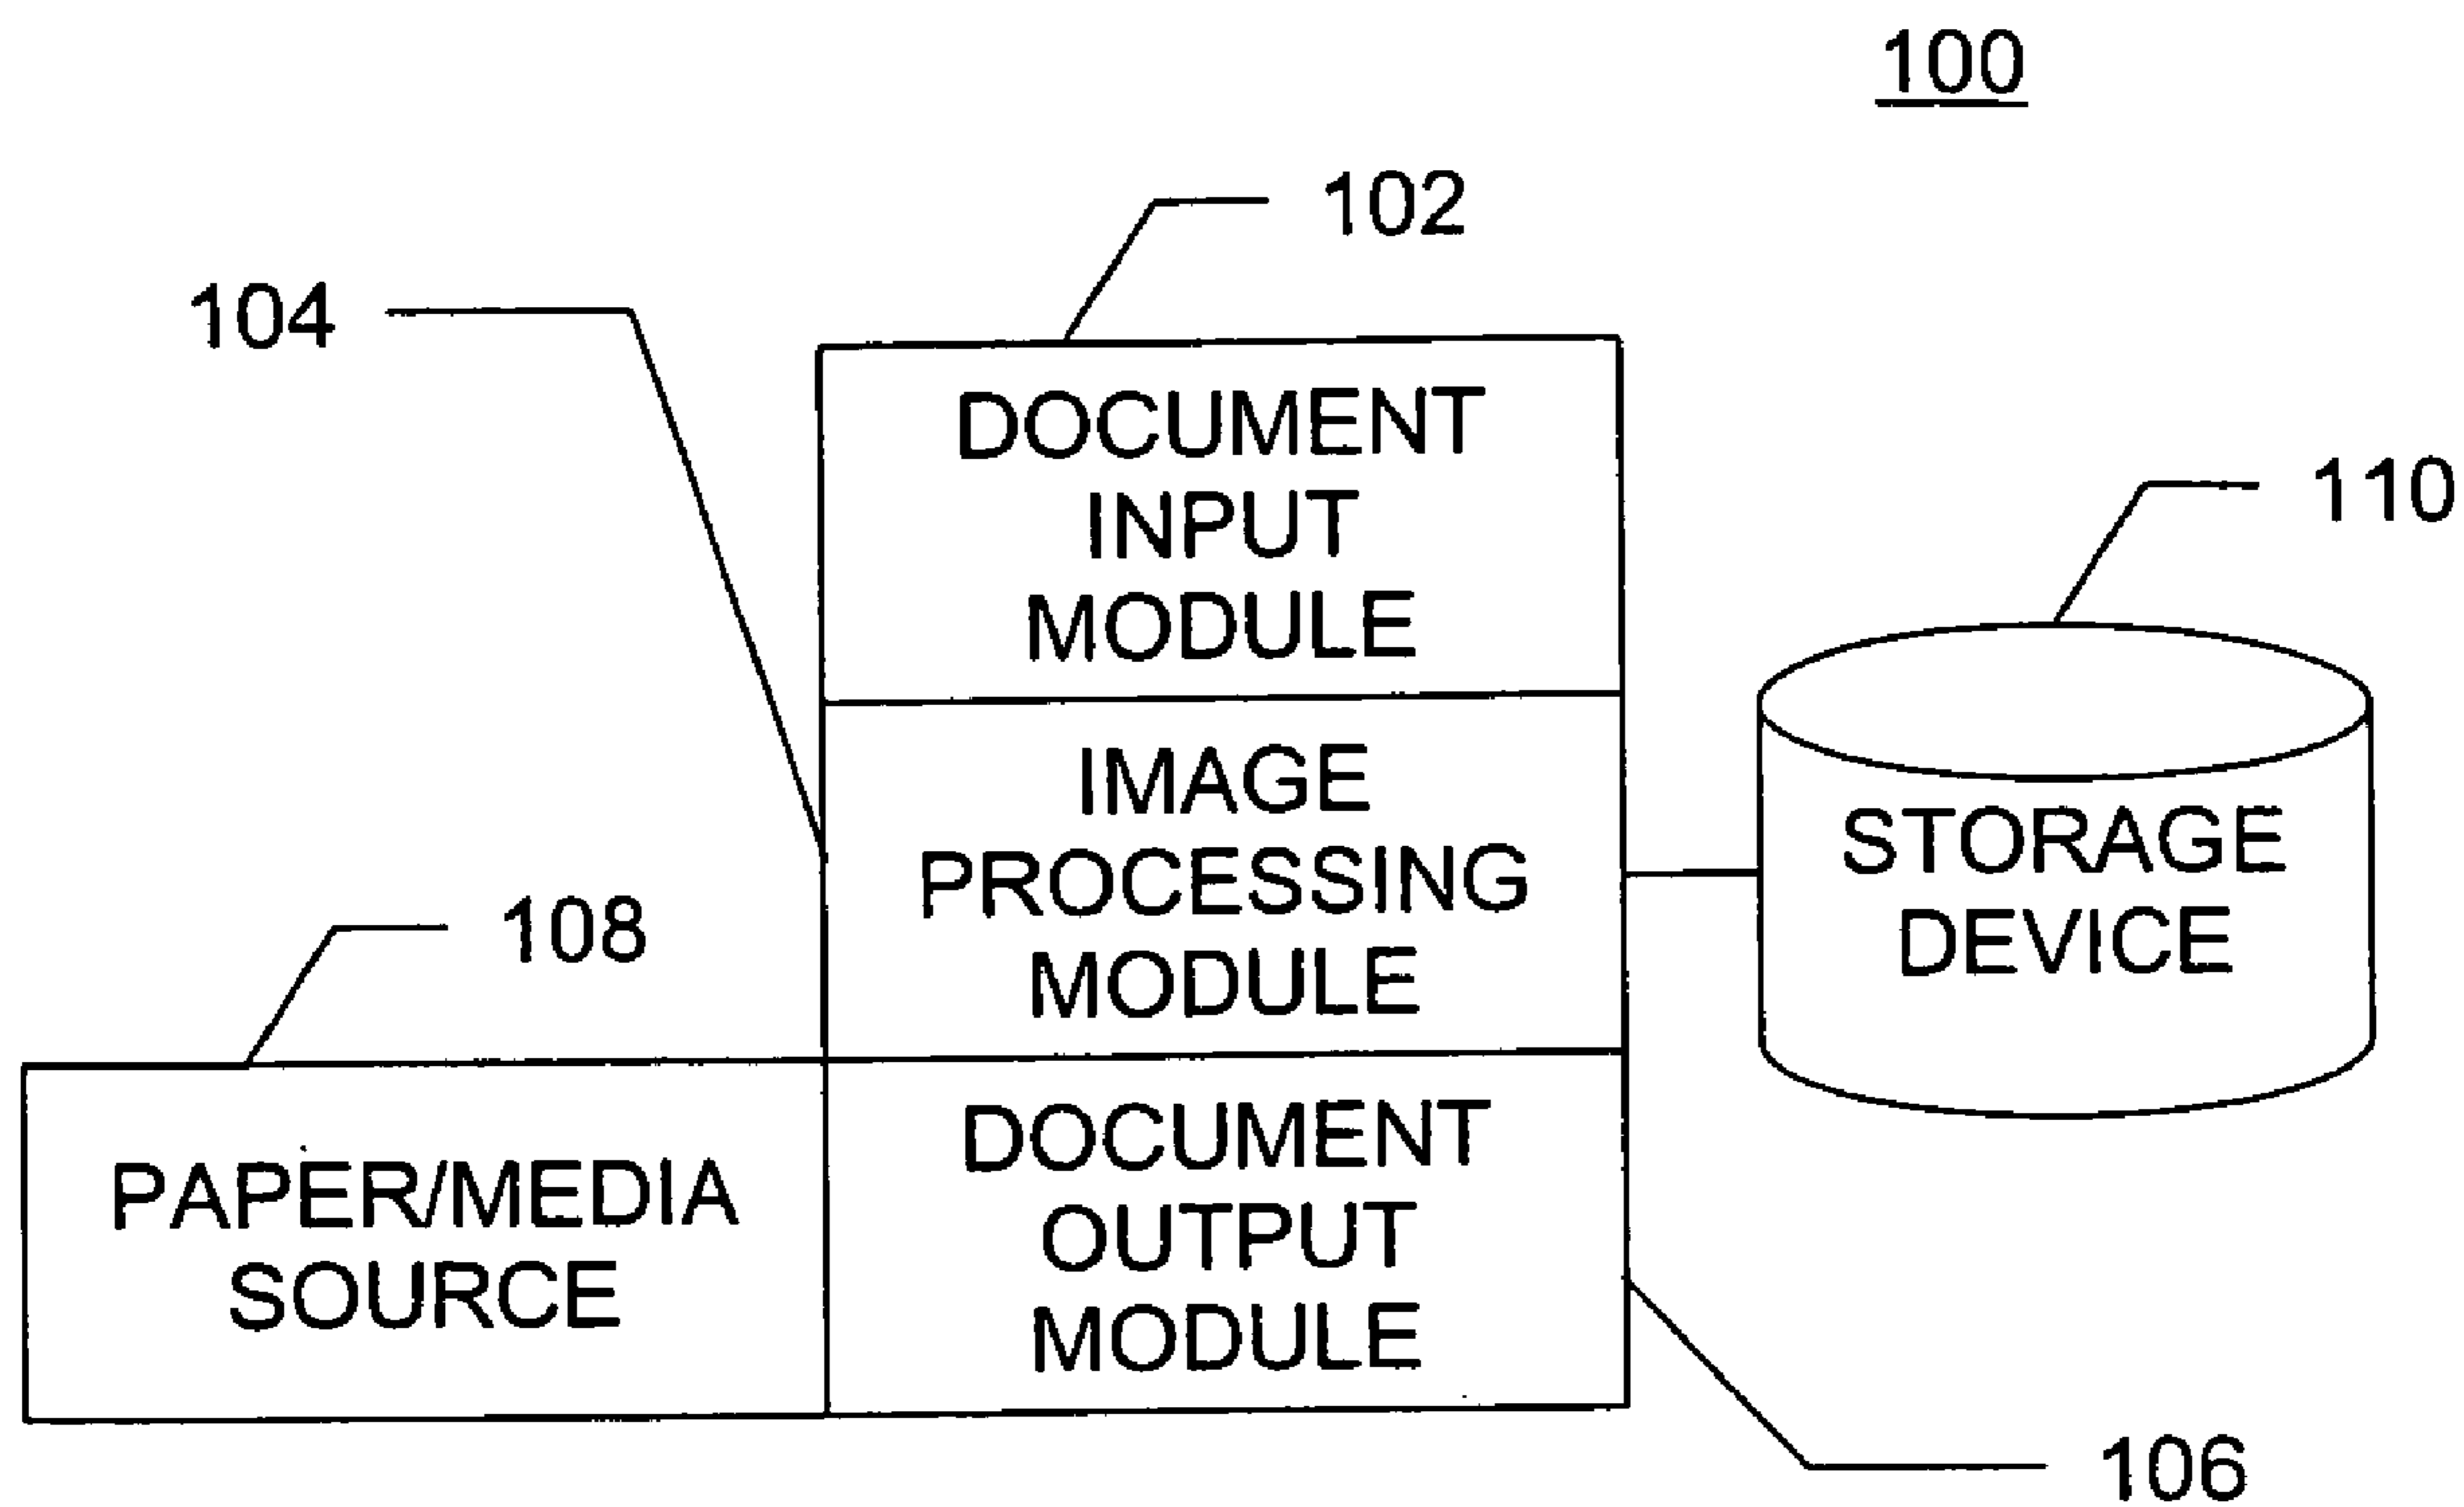 100
102
104
DOCUMENT
INPUT
MODULE
110
IMAGE
PROCESSING
MODULE
STORAGE
DEVICE
108
PAPER/MEDIA
SOURCE
DOCUMENT
OUTPUT
MODULE
106